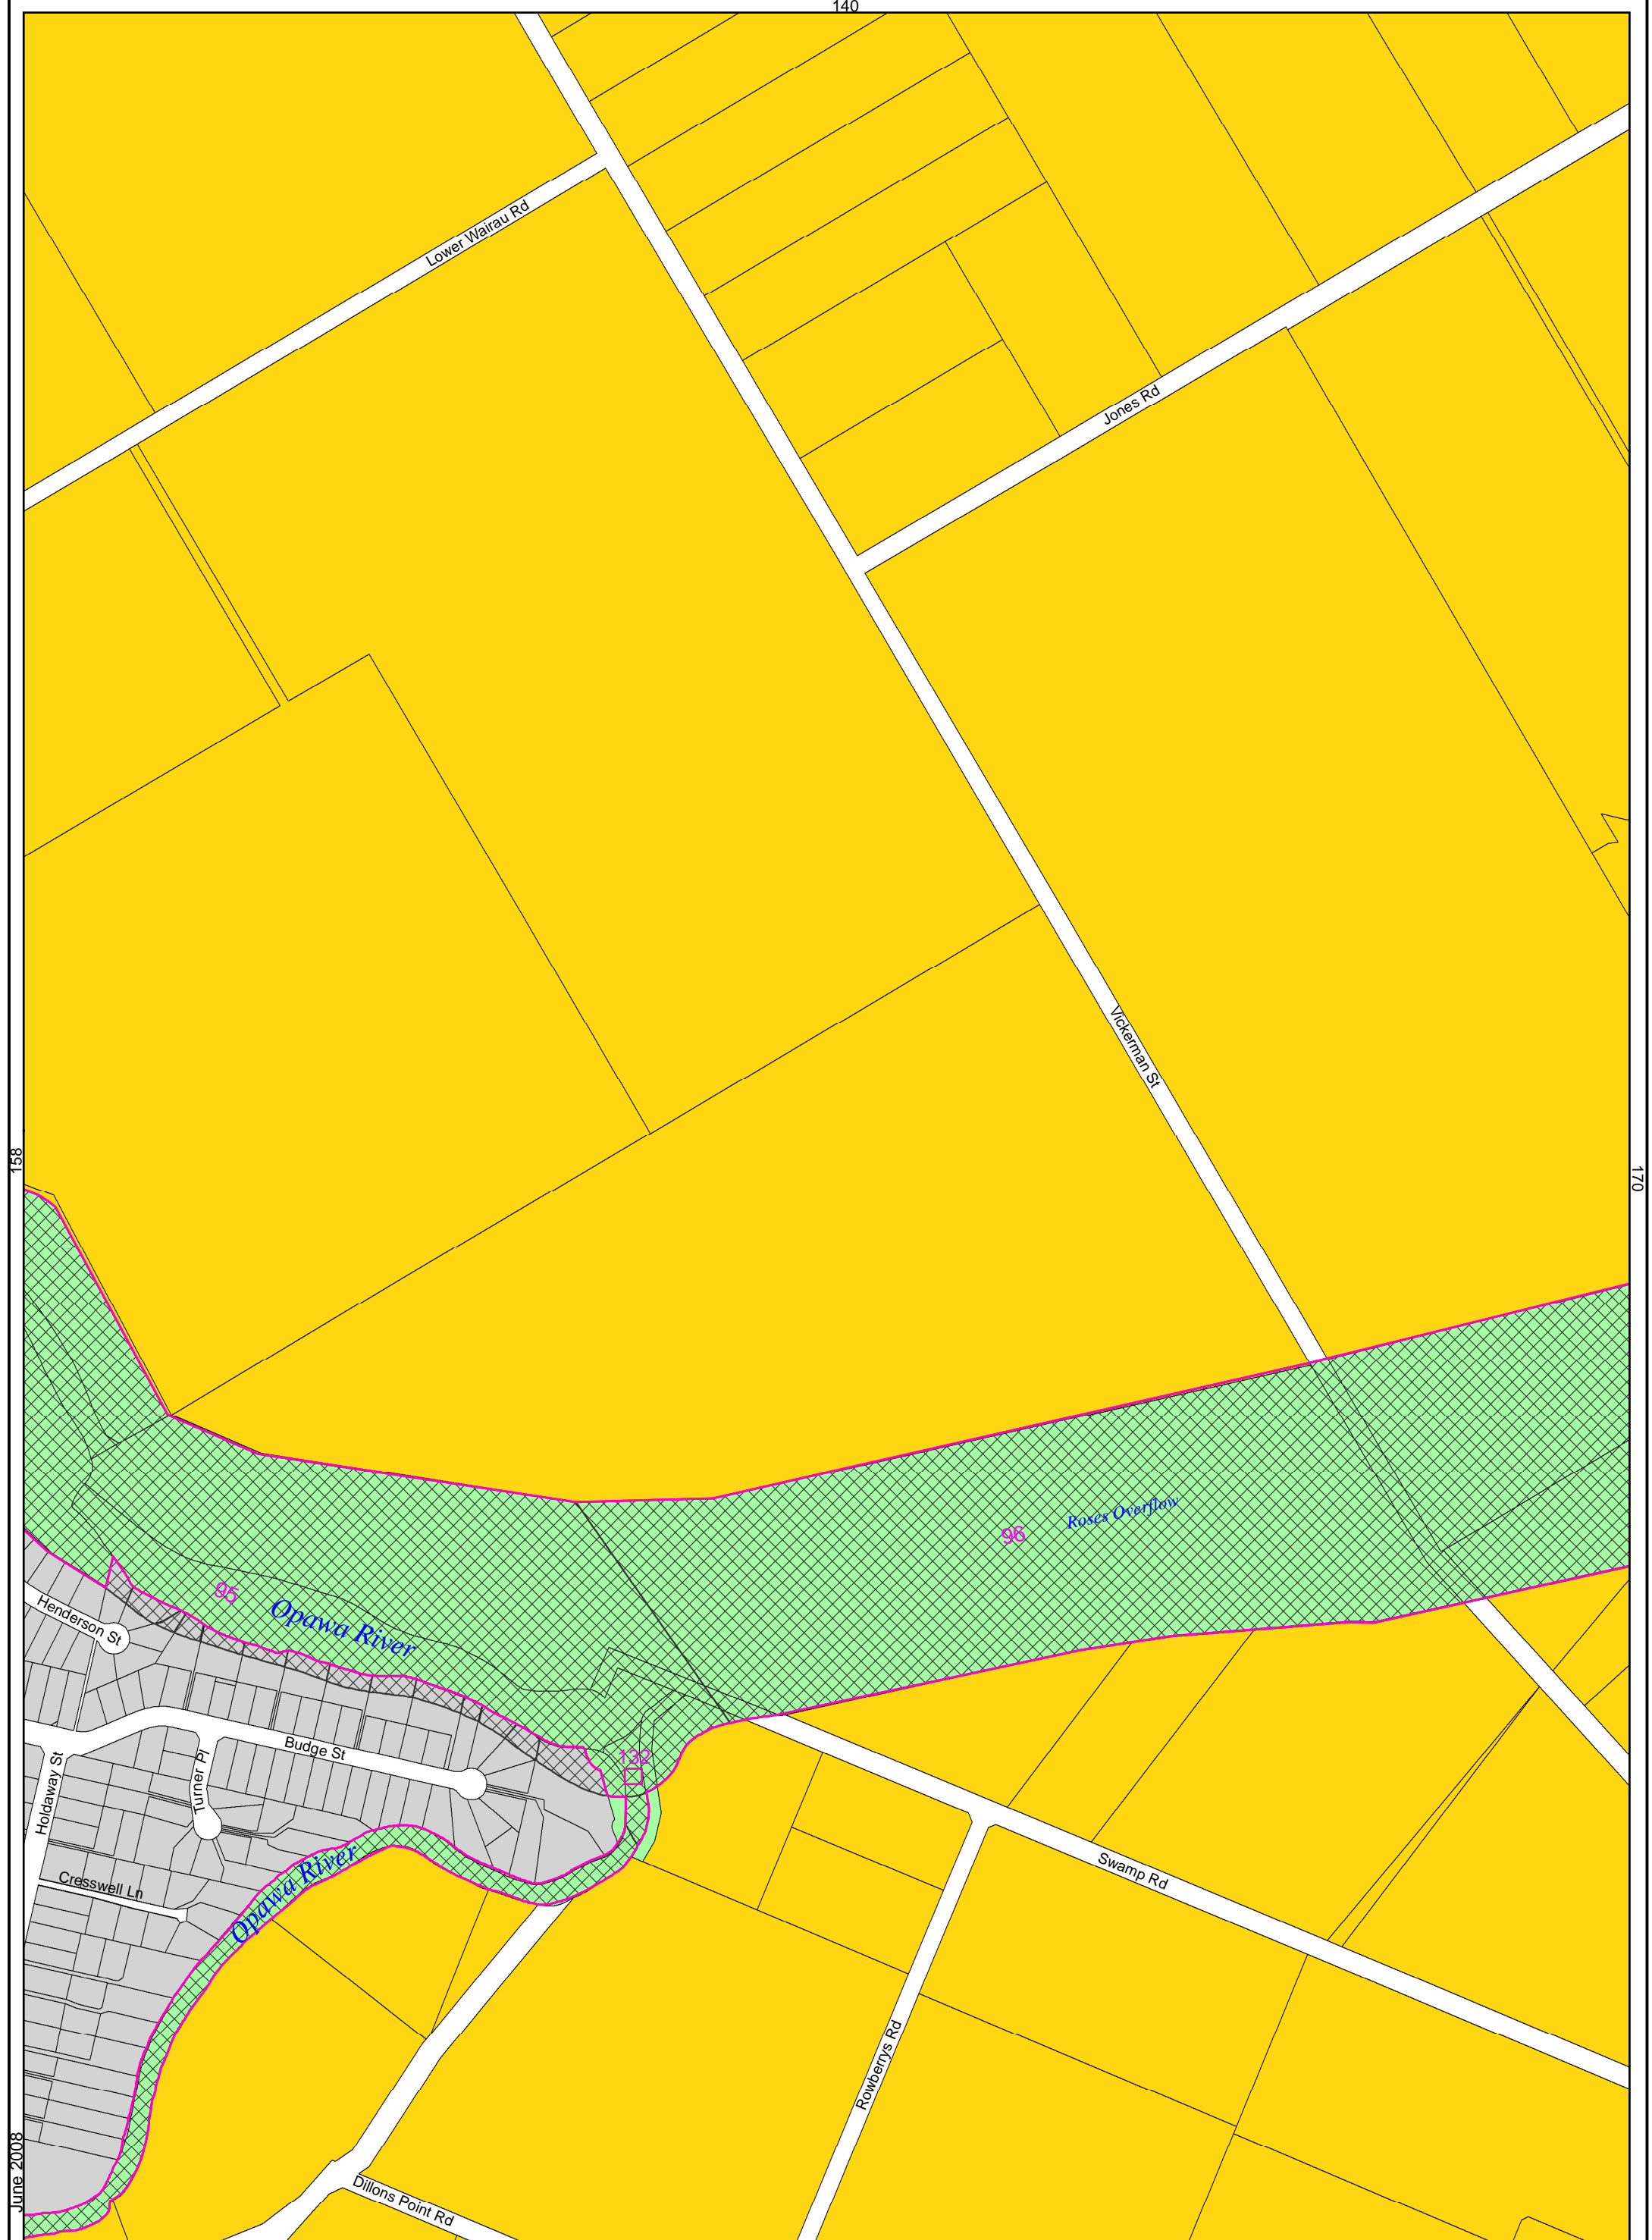 140
Lower Wairau Rd
Jones Rd
Vickerman St
158
170
Roses Overflow
96
95
Opawa River
Henderson St
132
Budge St
Turner Pl
Holdaway St
Opawa River
Cresswell Ln
Swamp Rd
Rowberrys Rd
June 2008
Dillons Point Rd